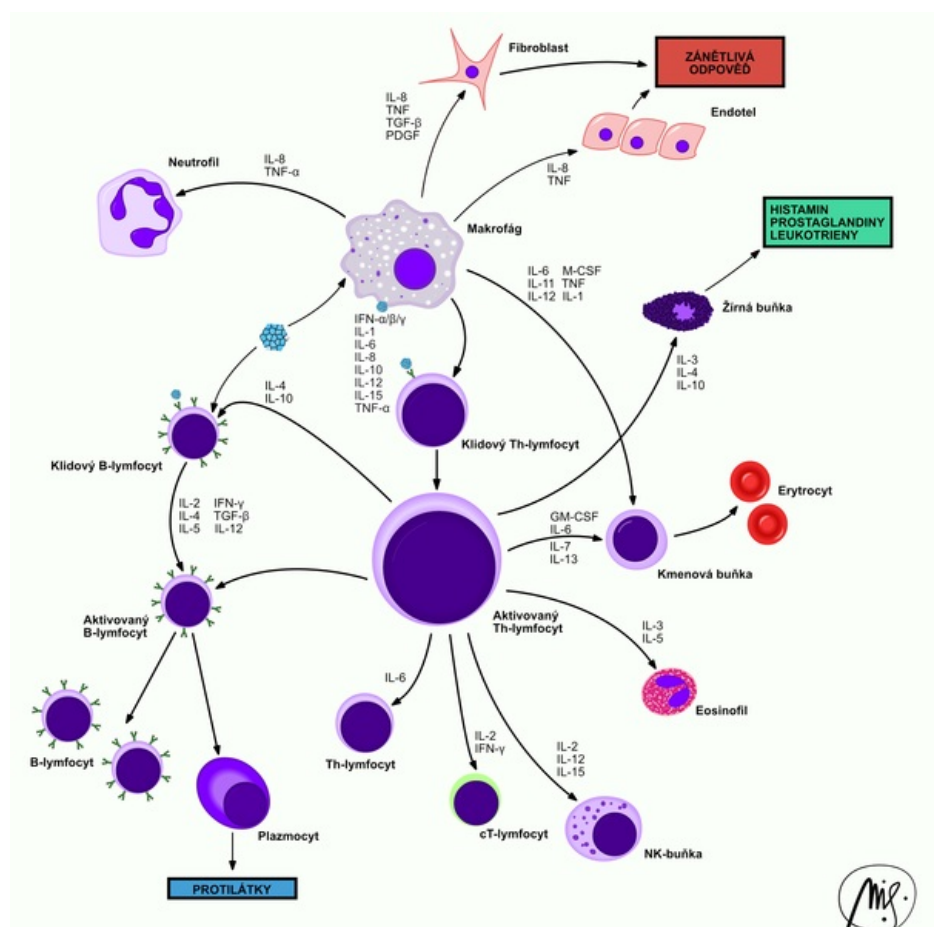 Fibroblast
ZÁNĚTLIVÁ
ODPOVĚĎ
IL-8
TNF
TGF-β
PDGF
Endotel
Neutrofil
IL-8
TNF-α
IL-8
TNF
Makrofág
HISTAMIN
PROSTAGLANDINY
LEUKOTRIENY
IL-6 M-CSF
IL-11 TNF
IL-12 IL-1
Žírná buňka
IFN-α/β/γ
IL-1
IL-6
IL-8
IL-10
IL-12
IL-15
TNF-α
IL-3
IL-4
IL-10
IL-4
IL-10
Klidový Th-lymfocyt
Klidový B-lymfocyt
Erytrocyt
IL-2 IFN-γ
IL-4 TGF-β
IL-5 IL-12
GM-CSF
IL-6
IL-7
IL-13
Kmenová buňka
Aktivovaný
B-lymfocyt
Aktivovaný
Th-lymfocyt
IL-3
IL-5
IL-6
Eosinofil
B-lymfocyt
Th-lymfocyt
IL-2
IFN-γ
IL-2
IL-12
IL-15
Plazmocyt
cT-lymfocyt
NK-buňka
PROTILÁTKY